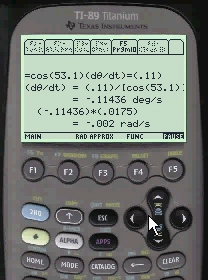 TI-89 Titanium
TEXAS INSTRUMENTS
F5
PrgmIO
=cos(53.1)(dθ/dt)=(.11)
(dθ/dt) = (.11)/[cos(53.1)]
= -.11436 deg/s
(-.11436)*(.0175)
= -.002 rad/s
MAIN RAD APPROX FUNC PAUSE
F1 F2 F3 F4 F5
2ND ESC
ALPHA APPS
HOME MODE CATALOG CLEAR